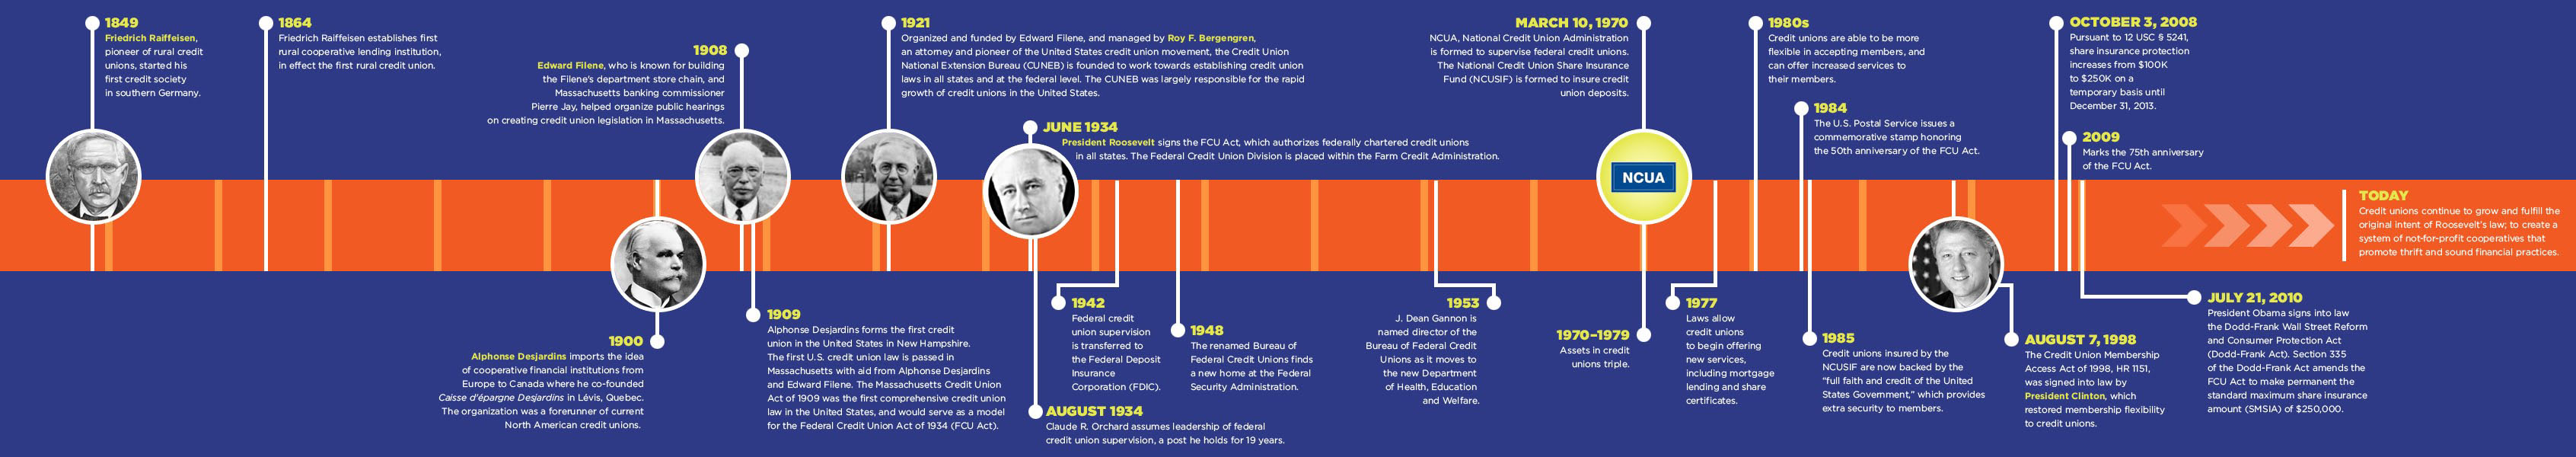 1849
Friedrich Raiffeisen,
pioneer of rural credit
unions, started his
first credit society
in southern Germany.
1864
Friedrich Raiffeisen establishes first
rural cooperative lending institution,
in effect the first rural credit union.
1900
Alphonse Desjardins imports the idea
of cooperative financial institutions from
Europe to Canada where he co-founded
Caisse d'épargne Desjardins in Lévis, Quebec.
The organization was a forerunner of current
North American credit unions.
1908
Edward Filene, who is known for building
the Filene's department store chain, and
Massachusetts banking commissioner
Pierre Jay, helped organize public hearings
on creating credit union legislation in Massachusetts.
1909
Alphonse Desjardins forms the first credit
union in the United States in New Hampshire.
The first U.S. credit union law is passed in
Massachusetts with aid from Alphonse Desjardins
and Edward Filene. The Massachusetts Credit Union
Act of 1909 was the first comprehensive credit union
law in the United States, and would serve as a model
for the Federal Credit Union Act of 1934 (FCU Act).
1921
Organized and funded by Edward Filene, and managed by Roy F. Bergengren,
an attorney and pioneer of the United States credit union movement, the Credit Union
National Extension Bureau (CUNEB) is founded to work towards establishing credit union
laws in all states and at the federal level. The CUNEB was largely responsible for the rapid
growth of credit unions in the United States.
JUNE 1934
President Roosevelt signs the FCU Act, which authorizes federally chartered credit unions
in all states. The Federal Credit Union Division is placed within the Farm Credit Administration.
AUGUST 1934
Claude R. Orchard assumes leadership of federal
credit union supervision, a post he holds for 19 years.
1942
Federal credit
union supervision
is transferred to
the Federal Deposit
Insurance
Corporation (FDIC).
1948
The renamed Bureau of
Federal Credit Unions finds
a new home at the Federal
Security Administration.
1953
J. Dean Gannon is
named director of the
Bureau of Federal Credit
Unions as it moves to
the new Department
of Health, Education
and Welfare.
MARCH 10, 1970
NCUA, National Credit Union Administration
is formed to supervise federal credit unions.
The National Credit Union Share Insurance
Fund (NCUSIF) is formed to insure credit
union deposits.
NCUA
1970–1979
Assets in credit
unions triple.
1977
Laws allow
credit unions
to begin offering
new services,
including mortgage
lending and share
certificates.
1980s
Credit unions are able to be more
flexible in accepting members, and
can offer increased services to
their members.
1984
The U.S. Postal Service issues a
commemorative stamp honoring
the 50th anniversary of the FCU Act.
1985
Credit unions insured by the
NCUSIF are now backed by the
“full faith and credit of the United
States Government,” which provides
extra security to members.
AUGUST 7, 1998
The Credit Union Membership
Access Act of 1998, HR 1151,
was signed into law by
President Clinton, which
restored membership flexibility
to credit unions.
OCTOBER 3, 2008
Pursuant to 12 USC § 5241,
share insurance protection
increases from $100K
to $250K on a
temporary basis until
December 31, 2013.
2009
Marks the 75th anniversary
of the FCU Act.
JULY 21, 2010
President Obama signs into law
the Dodd-Frank Wall Street Reform
and Consumer Protection Act
(Dodd-Frank Act). Section 335
of the Dodd-Frank Act amends the
FCU Act to make permanent the
standard maximum share insurance
amount (SMSIA) of $250,000.
TODAY
Credit unions continue to grow and fulfill the
original intent of Roosevelt's law; to create a
system of not-for-profit cooperatives that
promote thrift and sound financial practices.